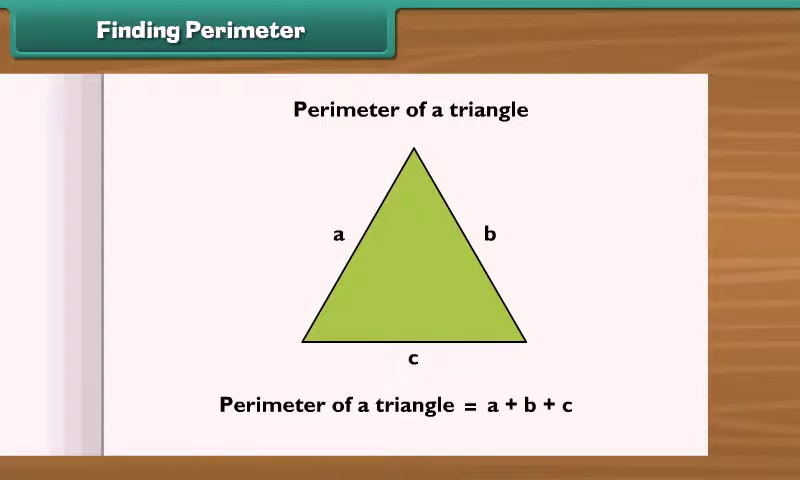 Finding Perimeter
Perimeter of a triangle
a
b
c
Perimeter of a triangle = a + b + c